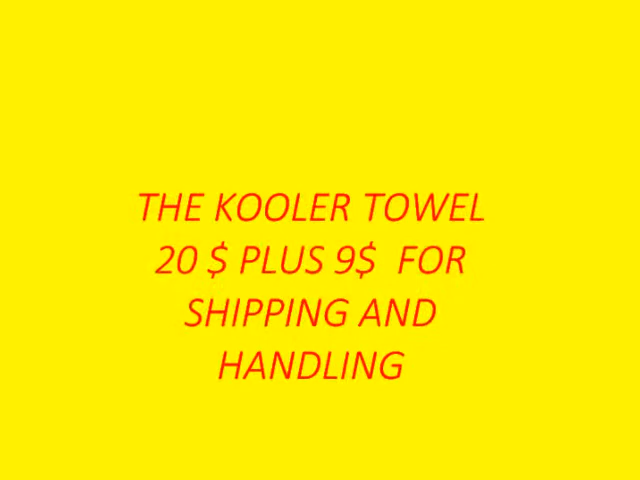 THE KOOLER TOWEL
20 $ PLUS 9$  FOR
SHIPPING AND
HANDLING